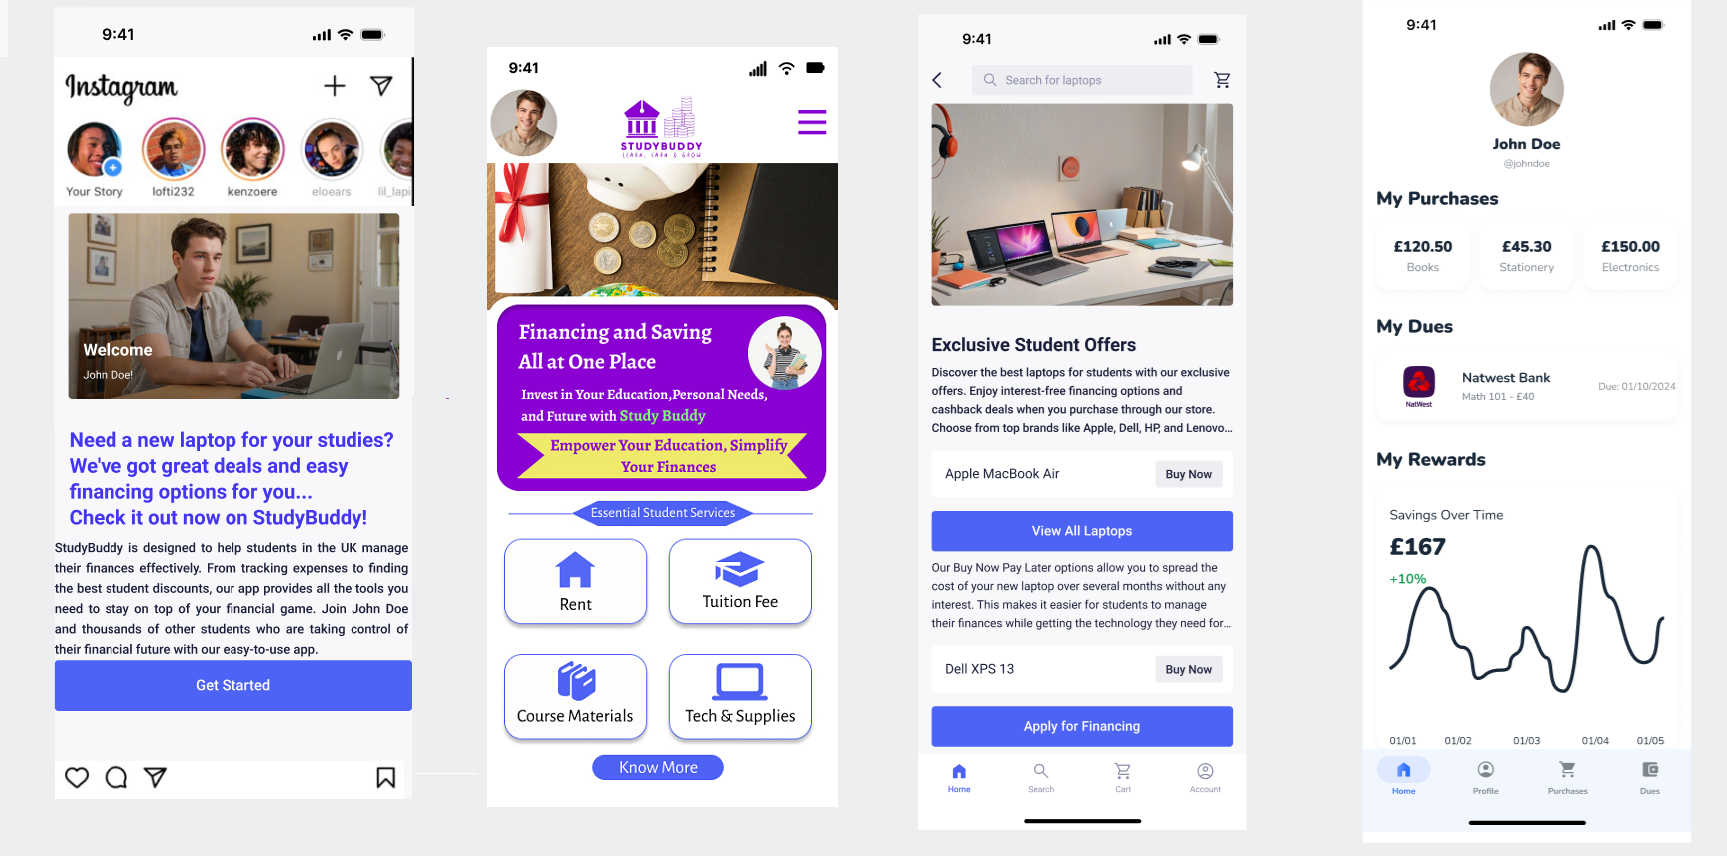 9:41
Instagram
Your Story
lofti232
kenzoere
eloears
lil_lapi
Welcome
John Doe!
Need a new laptop for your studies?
We've got great deals and easy
financing options for you...
Check it out now on StudyBuddy!
StudyBuddy is designed to help students in the UK manage
their finances effectively. From tracking expenses to finding
the best student discounts, our app provides all the tools you
need to stay on top of your financial game. Join John Doe
and thousands of other students who are taking control of
their financial future with our easy-to-use app.
Get Started
9:41
STUDYBUDDY
LEARN, EARN & GROW
Financing and Saving
All at One Place
Invest in Your Education,Personal Needs,
and Future with Study Buddy
Empower Your Education, Simplify
Your Finances
Essential Student Services
Rent
Tuition Fee
Course Materials
Tech & Supplies
Know More
9:41
Search for laptops
Exclusive Student Offers
Discover the best laptops for students with our exclusive
offers. Enjoy interest-free financing options and
cashback deals when you purchase through our store.
Choose from top brands like Apple, Dell, HP, and Lenovo...
Apple MacBook Air
Buy Now
View All Laptops
Our Buy Now Pay Later options allow you to spread the
cost of your new laptop over several months without any
interest. This makes it easier for students to manage
their finances while getting the technology they need for...
Dell XPS 13
Buy Now
Apply for Financing
Home
Search
Cart
Account
9:41
John Doe
@johndoe
My Purchases
£120.50
Books
£45.30
Stationery
£150.00
Electronics
My Dues
NatWest
Natwest Bank
Math 101 - £40
Due: 01/10/2024
My Rewards
Savings Over Time
£167
+10%
01/01
01/02
01/03
01/04
01/05
Home
Profile
Purchases
Dues